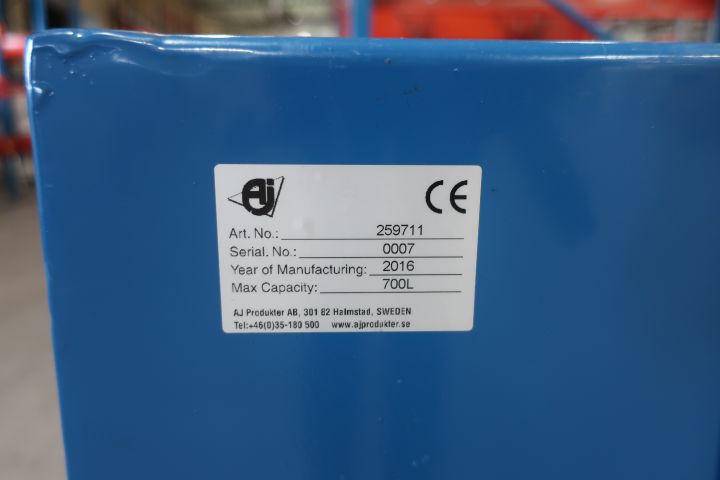 Aj
CE
Art. No.: 259711
Serial. No.: 0007
Year of Manufacturing: 2016
Max Capacity: 700L
AJ Produkter AB, 301 82 Halmstad, SWEDEN
Tel:+46(0)35-180 500 www.ajprodukter.se